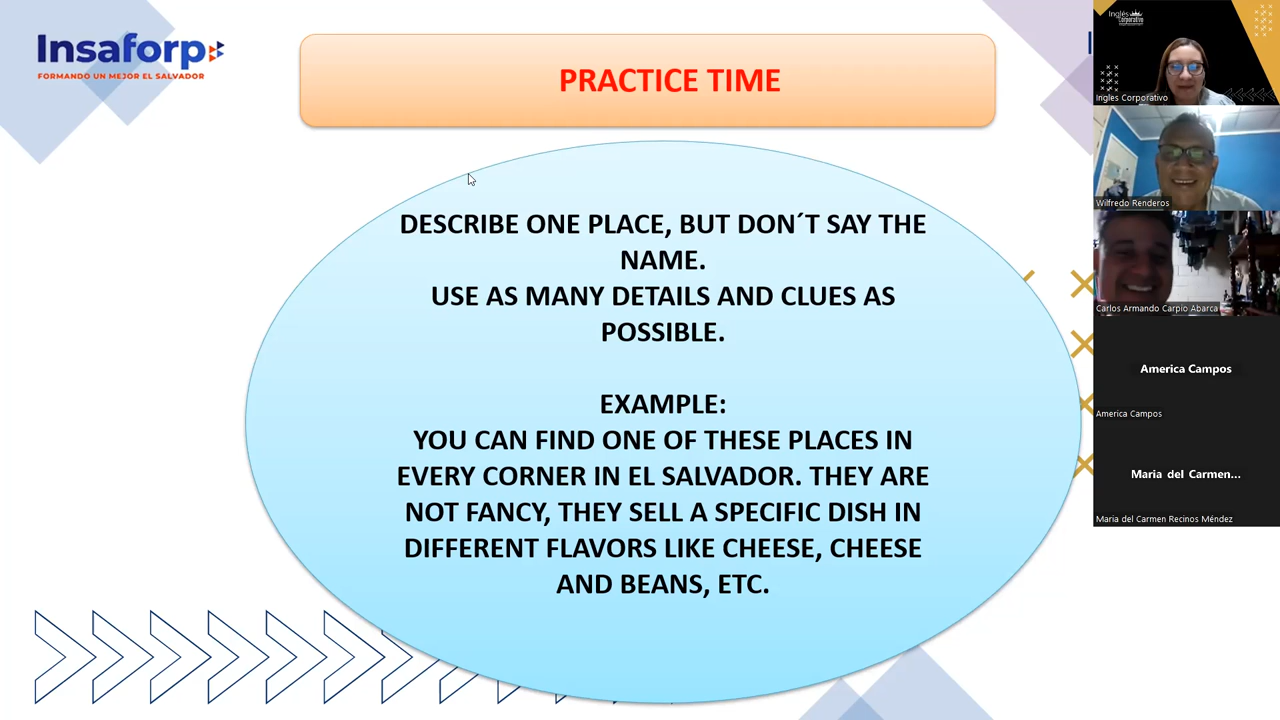 Insaforp
FORMANDO UN MEJOR EL SALVADOR
PRACTICE TIME
DESCRIBE ONE PLACE, BUT DON´T SAY THE
NAME.
USE AS MANY DETAILS AND CLUES AS
POSSIBLE.
EXAMPLE:
YOU CAN FIND ONE OF THESE PLACES IN
EVERY CORNER IN EL SALVADOR. THEY ARE
NOT FANCY, THEY SELL A SPECIFIC DISH IN
DIFFERENT FLAVORS LIKE CHEESE, CHEESE
AND BEANS, ETC.
Inglés
Corporativo
Ingles Corporativo
Wilfredo Renderos
Carlos Armando Carpio Abarca
America Campos
America Campos
Maria del Carmen...
Maria del Carmen Recinos Méndez